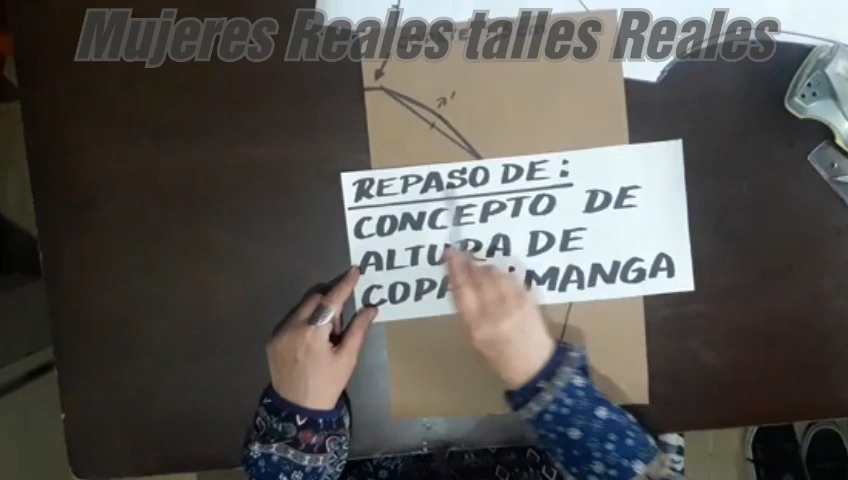 Mujeres Reales talles Reales
REPASO DE:
CONCEPTO DE
ALTURA DE
MANGA